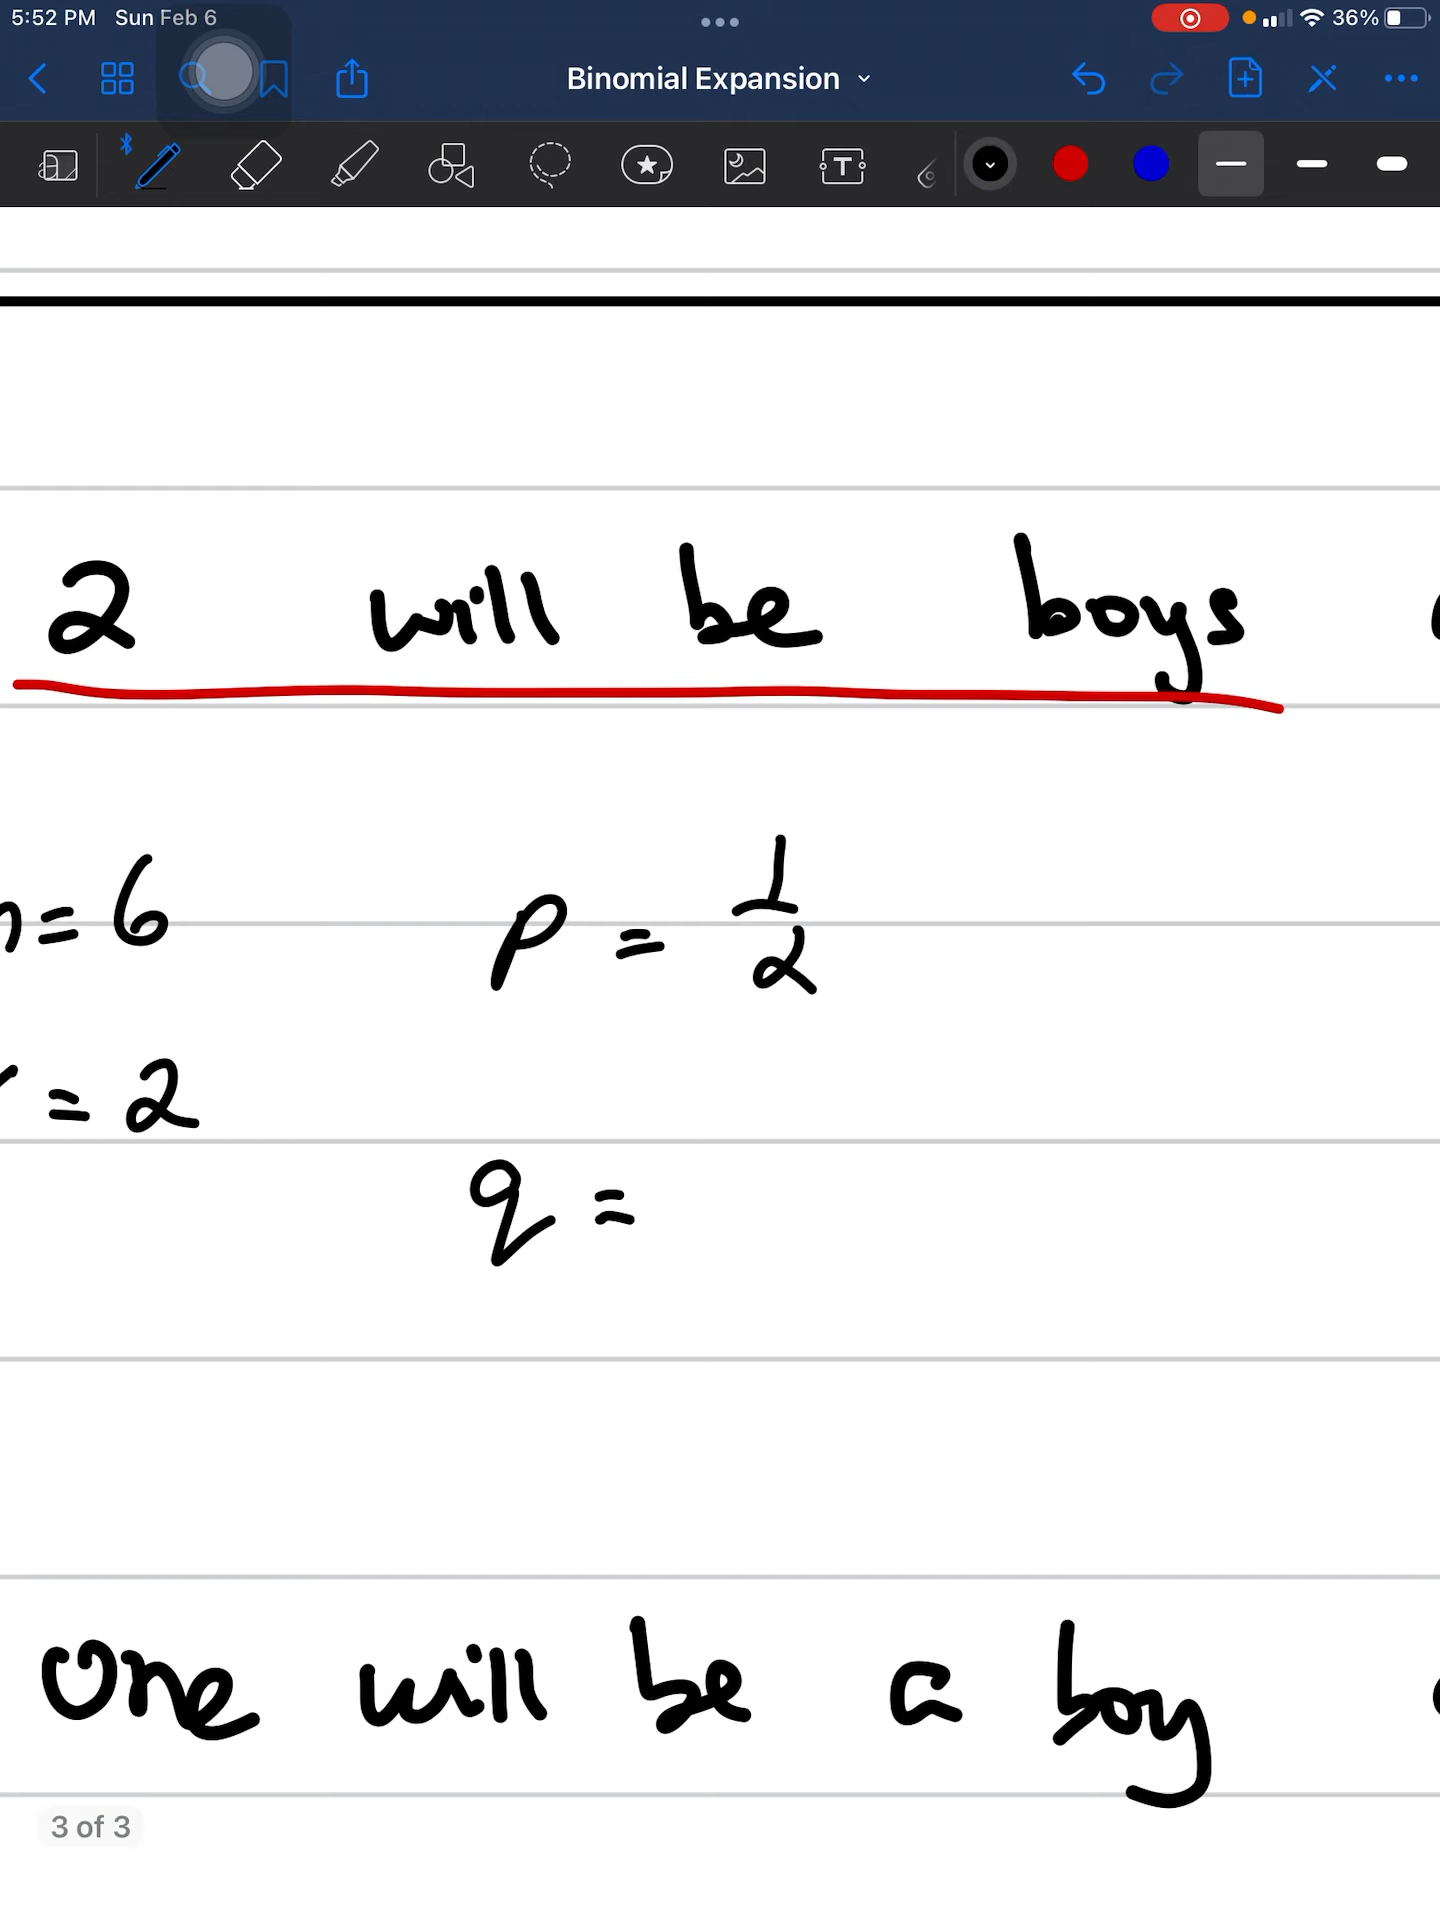 5:52 PM Sun Feb 6 36%
Binomial Expansion
T
2 will be boys
n = 6 p = 1/2
r = 2
q =
one will be a boy
3 of 3